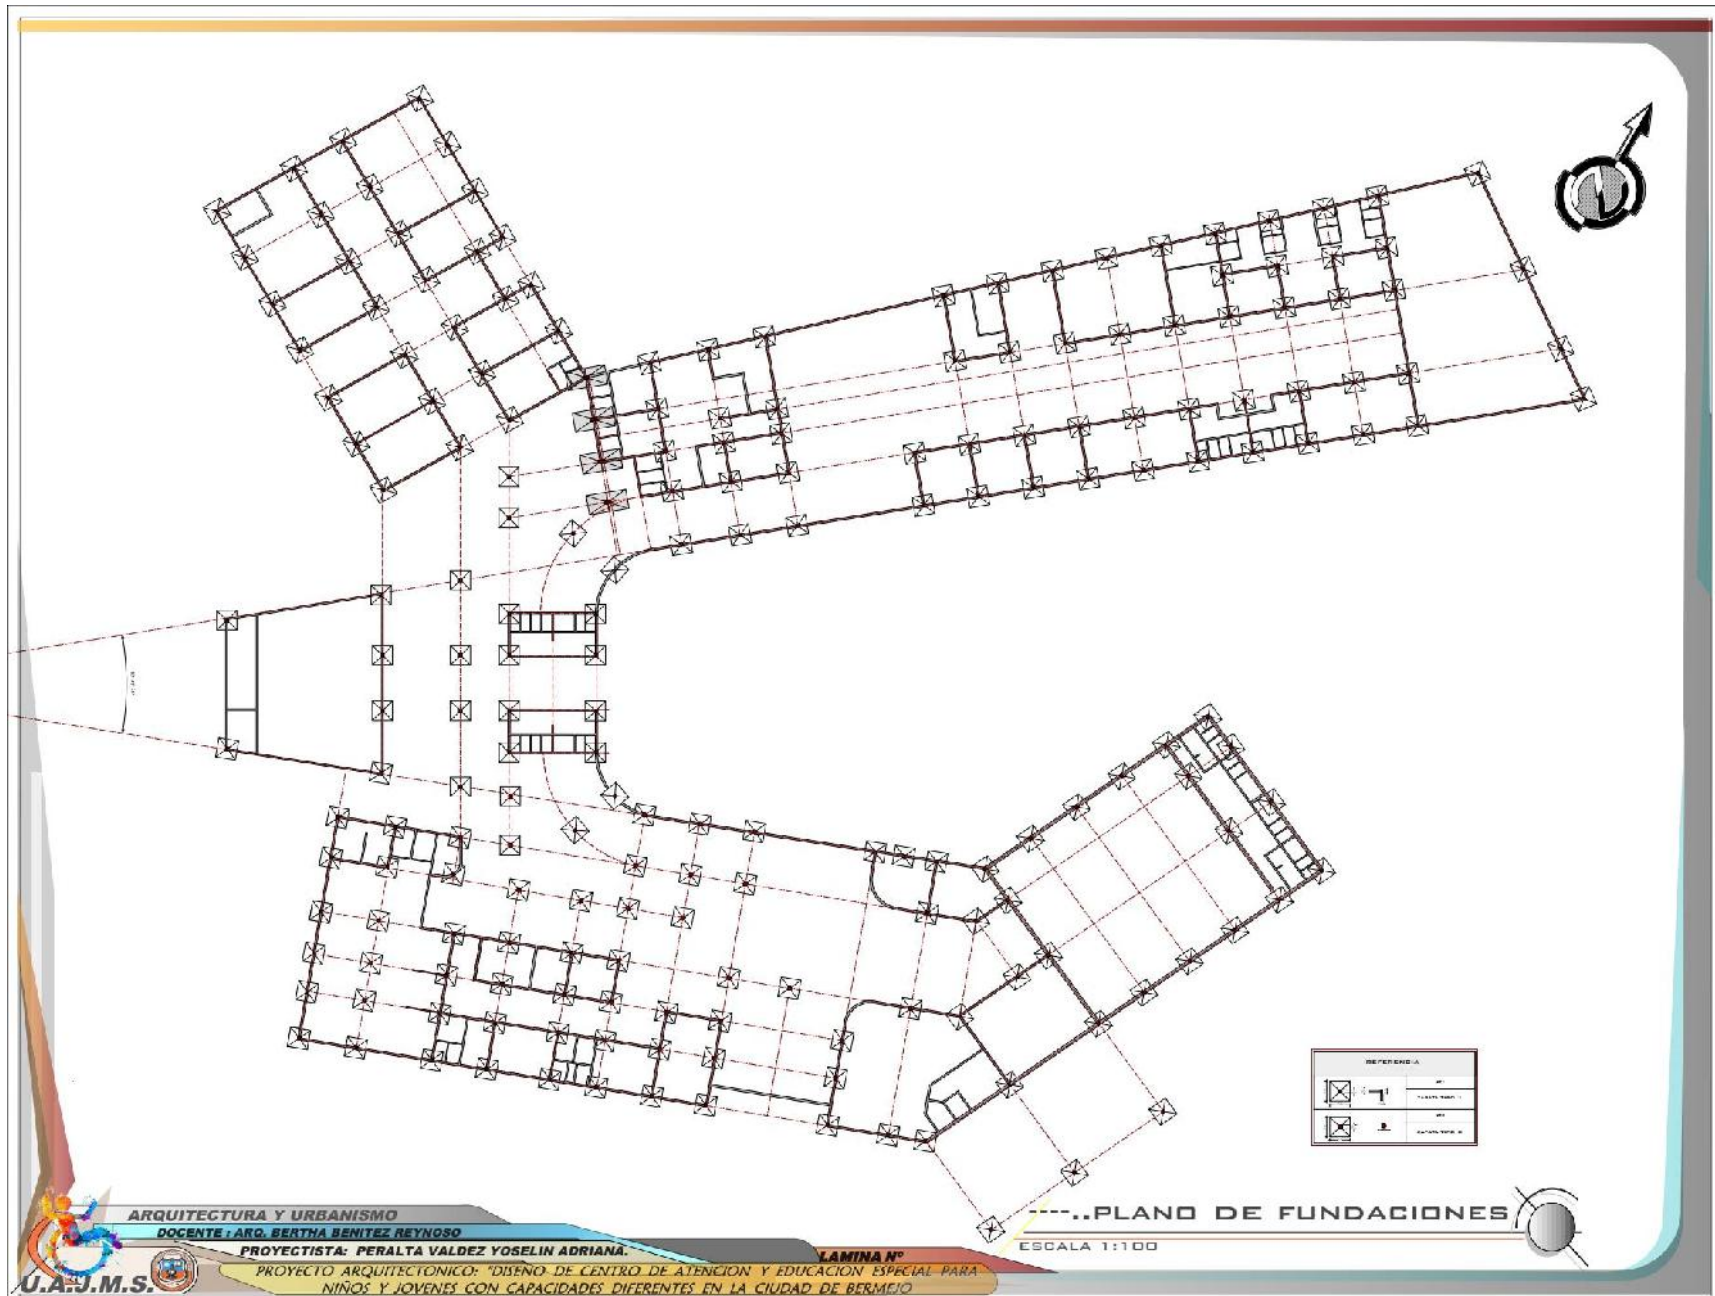 REFERENCIA
----..PLANO DE FUNDACIONES
ESCALA 1:100
ARQUITECTURA Y URBANISMO
DOCENTE : ARQ. BERTHA BENITEZ REYNOSO
PROYECTISTA: PERALTA VALDEZ YOSELIN ADRIANA.
LAMINA Nº
PROYECTO ARQUITECTONICO: "DISEÑO DE CENTRO DE ATENCION Y EDUCACION ESPECIAL PARA
NIÑOS Y JOVENES CON CAPACIDADES DIFERENTES EN LA CIUDAD DE BERMEJO
U.A.J.M.S.